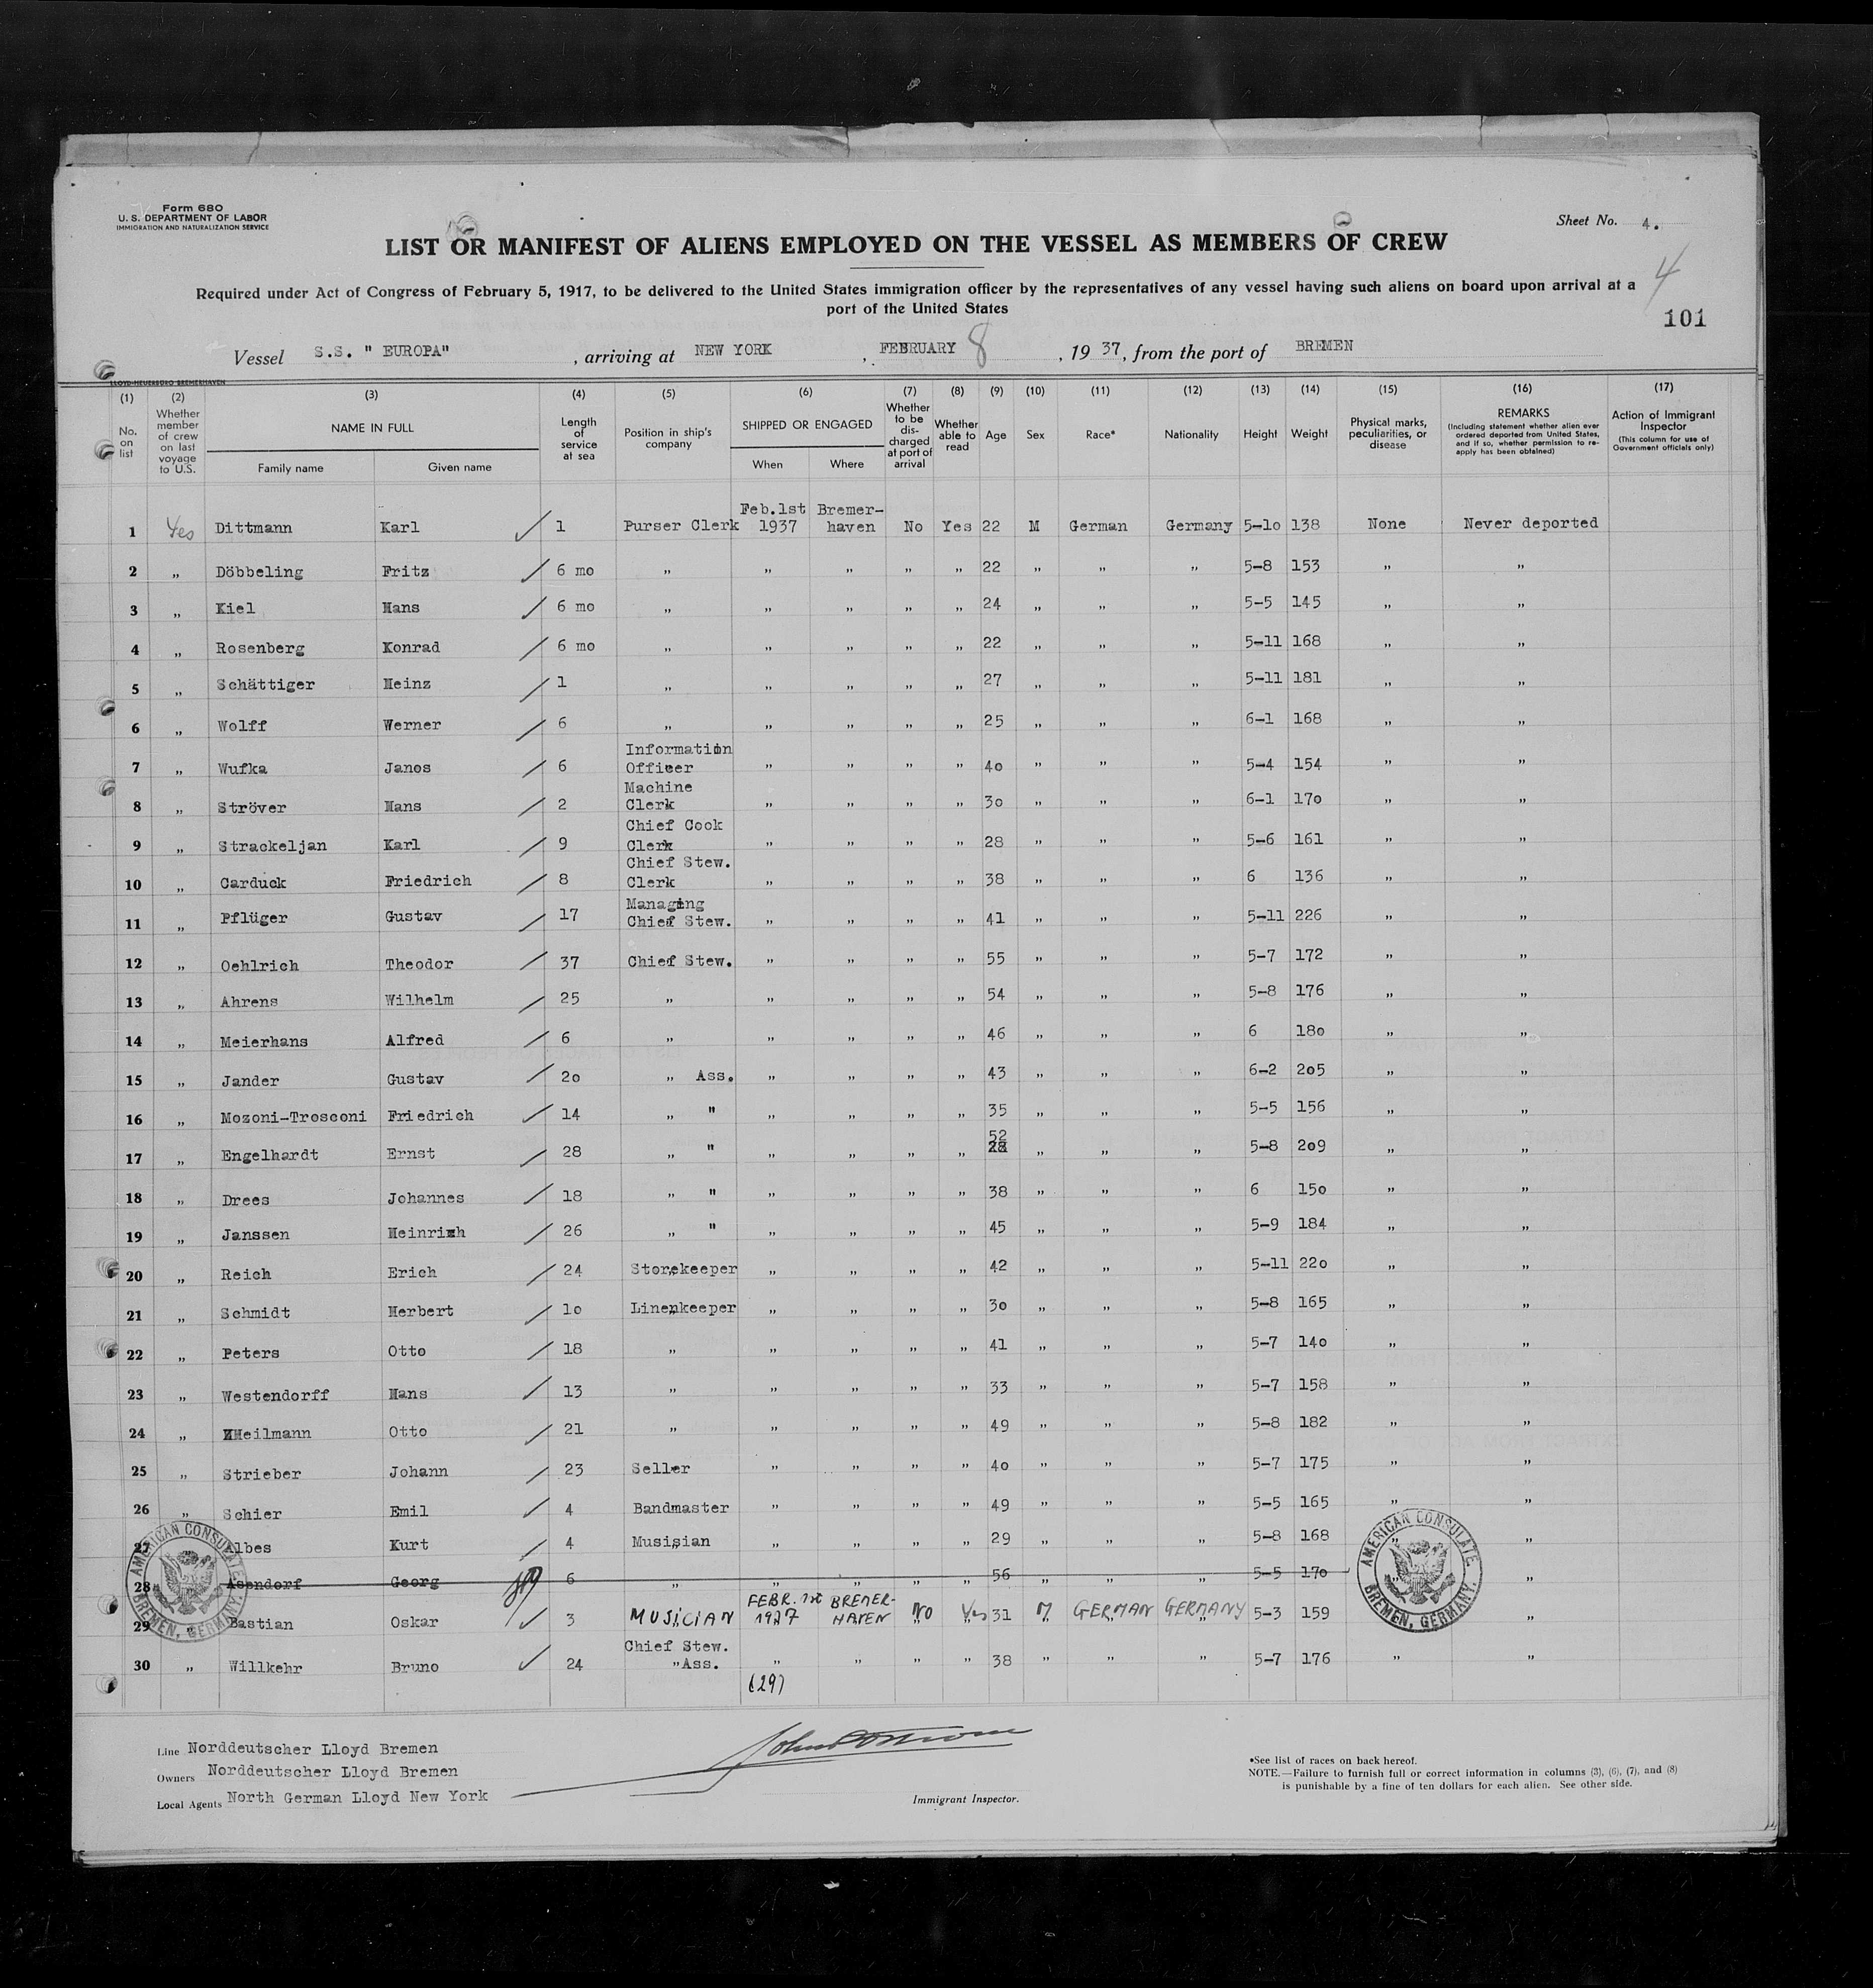 Form 680
U. S. DEPARTMENT OF LABOR
IMMIGRATION AND NATURALIZATION SERVICE
Sheet No. 4.
LIST OR MANIFEST OF ALIENS EMPLOYED ON THE VESSEL AS MEMBERS OF CREW
4
Required under Act of Congress of February 5, 1917, to be delivered to the United States immigration officer by the representatives of any vessel having such aliens on board upon arrival at a
port of the United States
101
Vessel S.S. " EUROPA" , arriving at NEW YORK , FEBRUARY 8 , 19 37, from the port of BREMEN
(1) (2) (3) (4) (5) (6) (7) (8) (9) (10) (11) (12) (13) (14) (15) (16) (17)
No. on list
Whether member of crew on last voyage to U.S.
NAME IN FULL
Family name Given name
Length of service at sea
Position in ship's company
SHIPPED OR ENGAGED
When Where
Whether to be discharged at port of arrival
Whether able to read
Age Sex Race* Nationality Height Weight
Physical marks, peculiarities, or disease
REMARKS
(Including statement whether alien ever ordered deported from United States, and if so, whether permission to reapply has been obtained)
Action of Immigrant Inspector
(This column for use of Government officials only)
1 Yes Dittmann Karl 1 Purser Clerk Feb.1st 1937 Bremer-haven No Yes 22 M German Germany 5-10 138 None Never deported
2 „ Döbbeling Fritz 6 mo „ „ „ „ „ 22 „ „ „ 5-8 153 „ „
3 „ Kiel Hans 6 mo „ „ „ „ „ 24 „ „ „ 5-5 145 „ „
4 „ Rosenberg Konrad 6 mo „ „ „ „ „ 22 „ „ „ 5-11 168 „ „
5 „ Schättiger Heinz 1 „ „ „ „ „ 27 „ „ „ 5-11 181 „ „
6 „ Wolff Werner 6 „ „ „ „ „ 25 „ „ „ 6-1 168 „ „
7 „ Wufka Janos 6 Information Officer „ „ „ „ 40 „ „ „ 5-4 154 „ „
8 „ Ströver Hans 2 Machine Clerk „ „ „ „ 30 „ „ „ 6-1 170 „ „
9 „ Strackeljan Karl 9 Chief Cook Clerk „ „ „ „ 28 „ „ „ 5-6 161 „ „
10 „ Carduck Friedrich 8 Chief Stew. Clerk „ „ „ „ 38 „ „ „ 6 136 „ „
11 „ Pflüger Gustav 17 Managing Chief Stew. „ „ „ „ 41 „ „ „ 5-11 226 „ „
12 „ Oehlrich Theodor 37 Chief Stew. „ „ „ „ 55 „ „ „ 5-7 172 „ „
13 „ Ahrens Wilhelm 25 „ „ „ „ „ 54 „ „ „ 5-8 176 „ „
14 „ Meierhans Alfred 6 „ „ „ „ „ 46 „ „ „ 6 180 „ „
15 „ Jander Gustav 20 „ Ass. „ „ „ „ 43 „ „ „ 6-2 205 „ „
16 „ Mozoni-Trosconi Friedrich 14 „ " „ „ „ „ 35 „ „ „ 5-5 156 „ „
17 „ Engelhardt Ernst 28 „ " „ „ „ „ 52 „ „ „ 5-8 209 „ „
18 „ Drees Johannes 18 „ " „ „ „ „ 38 „ „ „ 6 150 „ „
19 „ Janssen Heinrich 26 „ " „ „ „ „ 45 „ „ „ 5-9 184 „ „
20 „ Reich Erich 24 Storekeeper „ „ „ „ 42 „ „ „ 5-11 220 „ „
21 „ Schmidt Herbert 10 Linenkeeper „ „ „ „ 30 „ „ „ 5-8 165 „ „
22 „ Peters Otto 18 „ „ „ „ „ 41 „ „ „ 5-7 140 „ „
23 „ Westendorff Hans 13 „ „ „ „ „ 33 „ „ „ 5-7 158 „ „
24 „ Heilmann Otto 21 „ „ „ „ „ 49 „ „ „ 5-8 182 „ „
25 „ Strieber Johann 23 Seller „ „ „ „ 40 „ „ „ 5-7 175 „ „
26 „ Schier Emil 4 Bandmaster „ „ „ „ 49 „ „ „ 5-5 165 „ „
27 Albes Kurt 4 Musisian „ „ „ „ 29 „ „ „ 5-8 168 „ „
28 „ Asendorf Georg 6 „ „ „ „ „ 56 „ „ „ 5-5 170 „ „
29 „ Bastian Oskar 3 MUSICIAN FEBR. 1st 1937 BREMER-HAVEN NO Yes 31 M GERMAN GERMANY 5-3 159 „ „
30 „ Willkehr Bruno 24 Chief Stew. „Ass. „ „ „ „ 38 „ „ „ 5-7 176 „ „
(29)
AMERICAN CONSULATE BREMEN, GERMANY.
AMERICAN CONSULATE BREMEN, GERMANY.
Line Norddeutscher Lloyd Bremen
Owners Norddeutscher Lloyd Bremen
Local Agents North German Lloyd New York
Immigrant Inspector.
*See list of races on back hereof.
NOTE.—Failure to furnish full or correct information in columns (3), (6), (7), and (8)
is punishable by a fine of ten dollars for each alien. See other side.